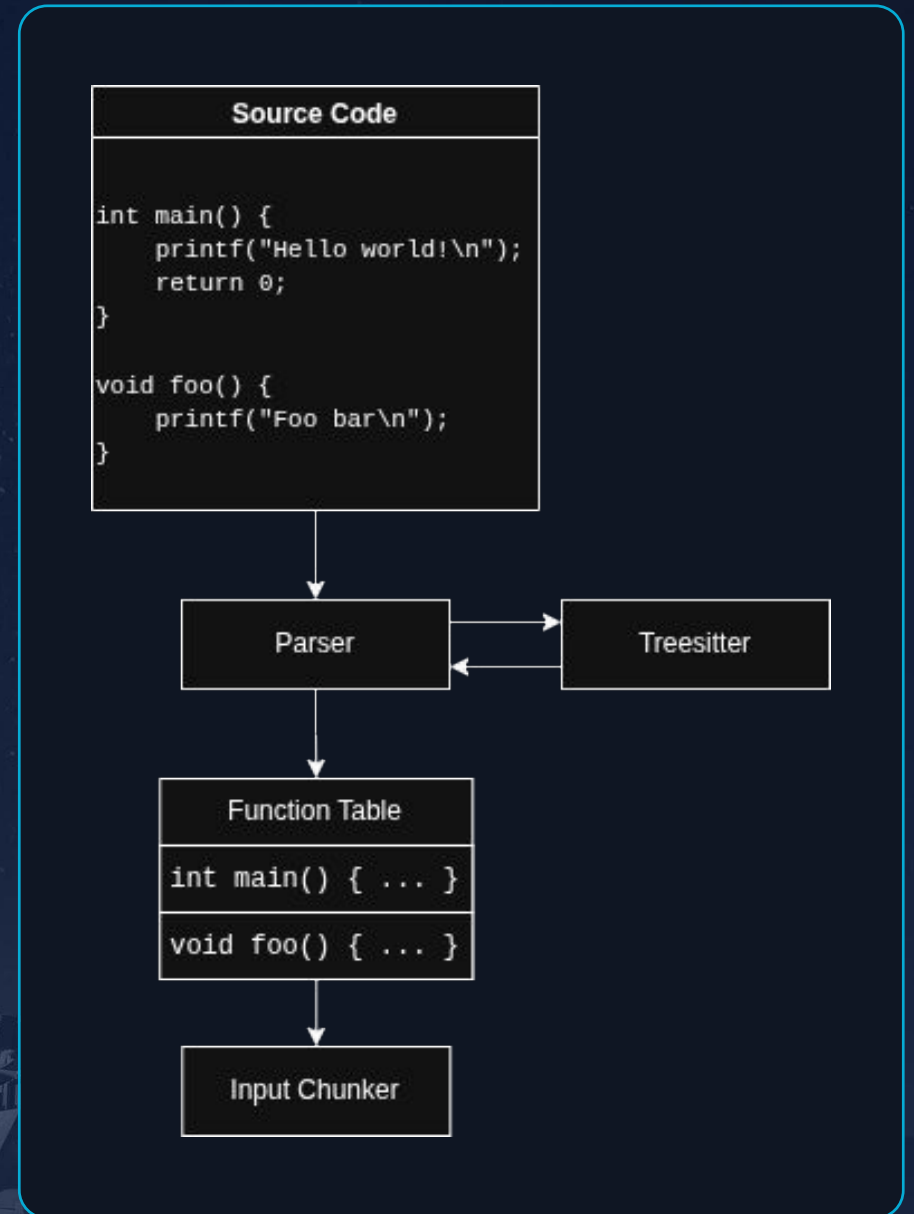 Source Code
int main() {
    printf("Hello world!\n");
    return 0;
}
void foo() {
    printf("Foo bar\n");
}
Parser
Treesitter
Function Table
int main() { ... }
void foo() { ... }
Input Chunker